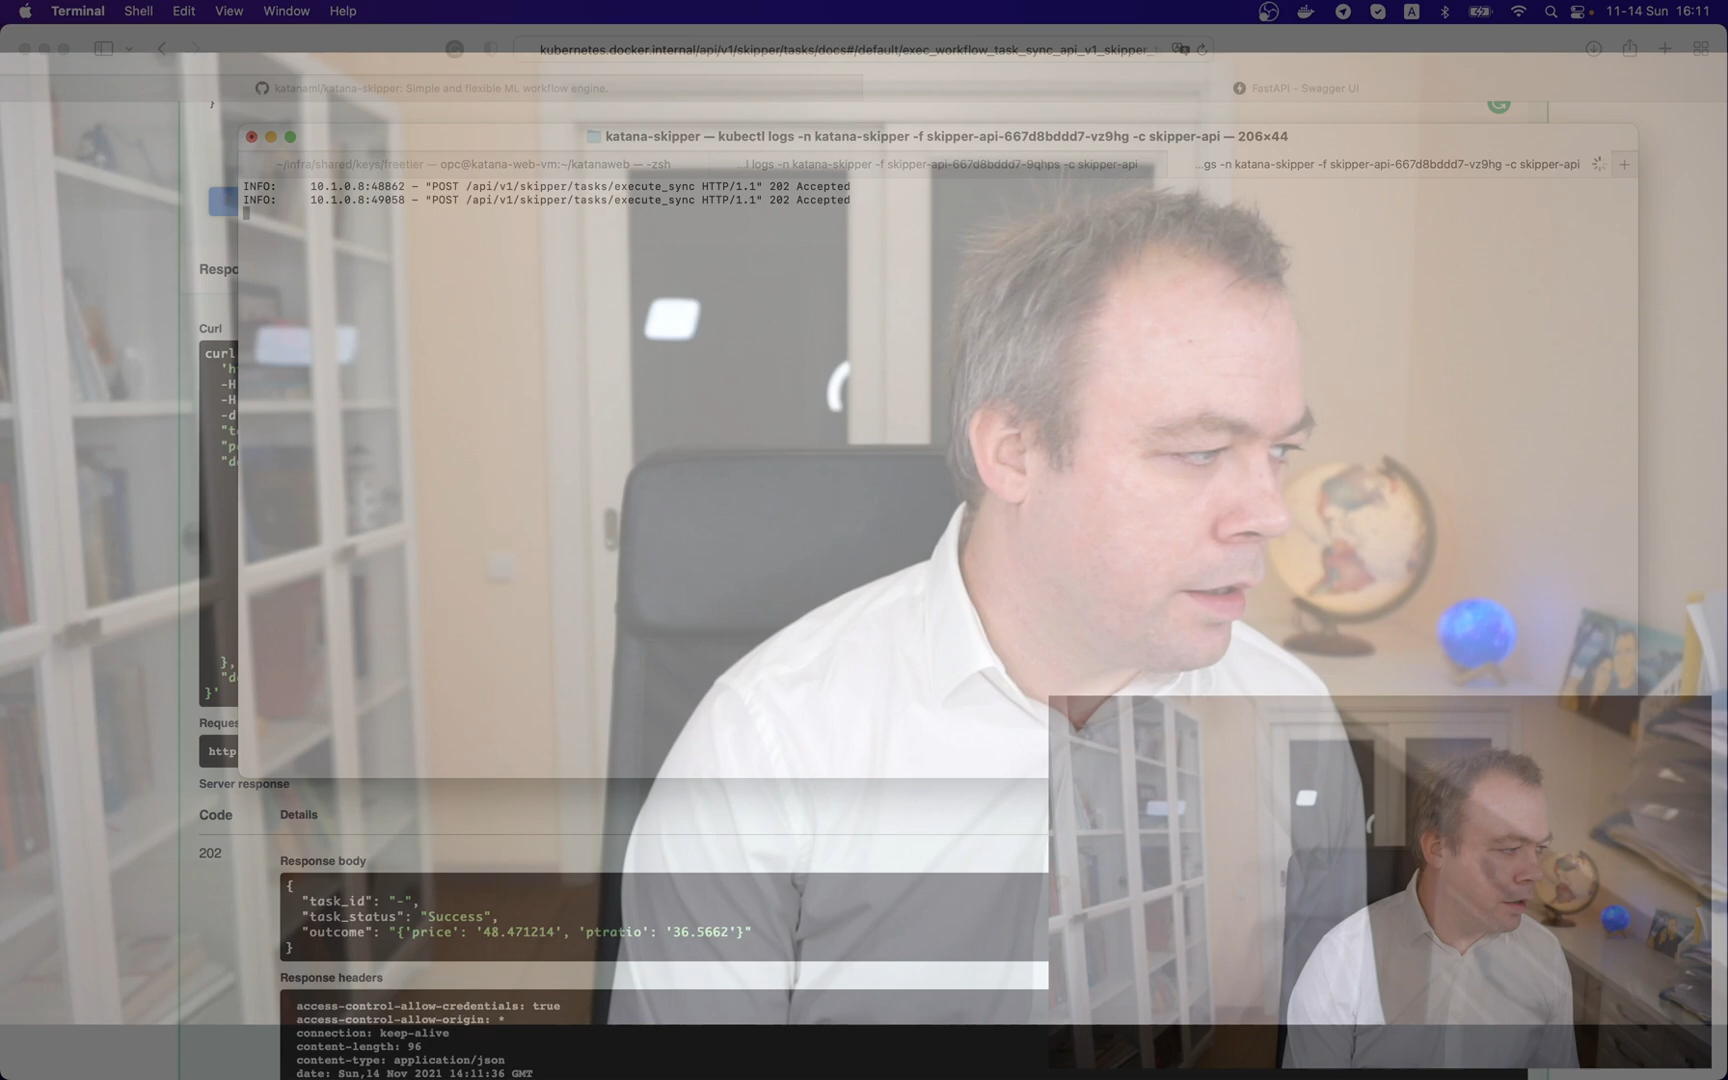 Terminal Shell Edit View Window Help
A 11-14 Sun 16:11
kubernetes.docker.internal/api/v1/skipper/tasks/docs#/default/exec_workflow_task_sync_api_v1_skipper_
katanaml/katana-skipper: Simple and flexible ML workflow engine.
FastAPI - Swagger UI
}
katana-skipper — kubectl logs -n katana-skipper -f skipper-api-667d8bddd7-vz9hg -c skipper-api — 206×44
~/infra/shared/keys/freetier — opc@katana-web-vm:~/katanaweb — -zsh
...l logs -n katana-skipper -f skipper-api-667d8bddd7-9qhps -c skipper-api
...gs -n katana-skipper -f skipper-api-667d8bddd7-vz9hg -c skipper-api
INFO: 10.1.0.8:48862 - "POST /api/v1/skipper/tasks/execute_sync HTTP/1.1" 202 Accepted
INFO: 10.1.0.8:49058 - "POST /api/v1/skipper/tasks/execute_sync HTTP/1.1" 202 Accepted
Respo
Curl
curl
'h
-H
-H
-d
"t
"p
"d
},
"d
}'
Reques
http
Server response
Code Details
202
Response body
{
"task_id": "-",
"task_status": "Success",
"outcome": "{'price': '48.471214', 'ptratio': '36.5662'}"
}
Response headers
access-control-allow-credentials: true
access-control-allow-origin: *
connection: keep-alive
content-length: 96
content-type: application/json
date: Sun,14 Nov 2021 14:11:36 GMT